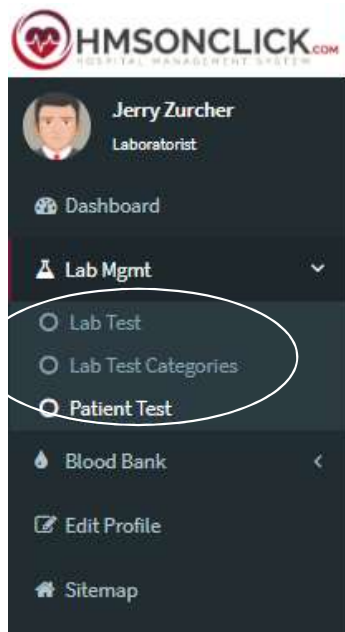 HMSONCLICK.COM
HOSPITAL MANAGEMENT SYSTEM
Jerry Zurcher
Laboratorist
Dashboard
Lab Mgmt
Lab Test
Lab Test Categories
Patient Test
Blood Bank
Edit Profile
Sitemap